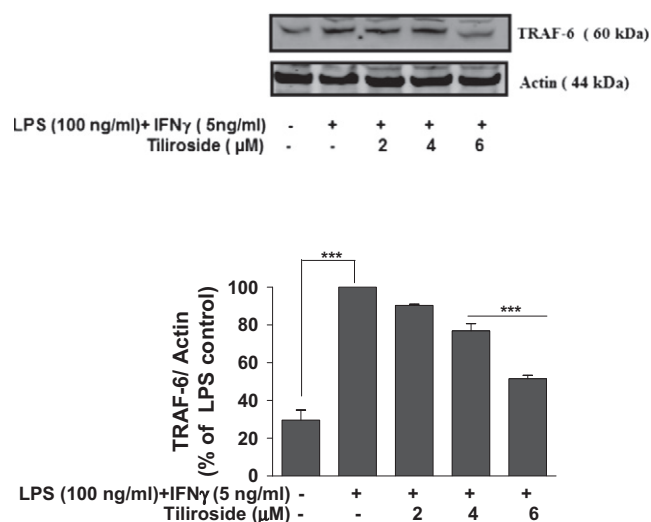 TRAF-6 ( 60 kDa)
Actin ( 44 kDa)
LPS (100 ng/ml)+ IFNγ ( 5ng/ml) - + + + +
Tiliroside ( µM) - - 2 4 6
TRAF-6/ Actin
(% of LPS control)
100
80
60
40
20
0
***
***
LPS (100 ng/ml)+IFNγ (5 ng/ml) - + + + +
Tiliroside (µM) - - 2 4 6